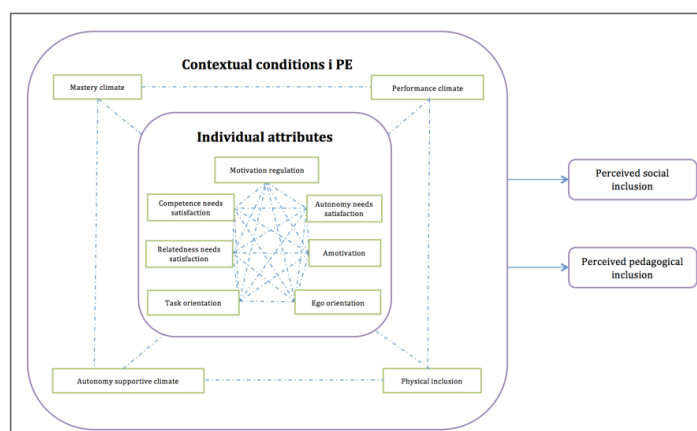 Contextual conditions i PE
Mastery climate
Performance climate
Individual attributes
Motivation regulation
Competence needs
satisfaction
Autonomy needs
satisfaction
Relatedness needs
satisfaction
Amotivation
Task orientation
Ego orientation
Autonomy supportive climate
Physical inclusion
Perceived social
inclusion
Perceived pedagogical
inclusion